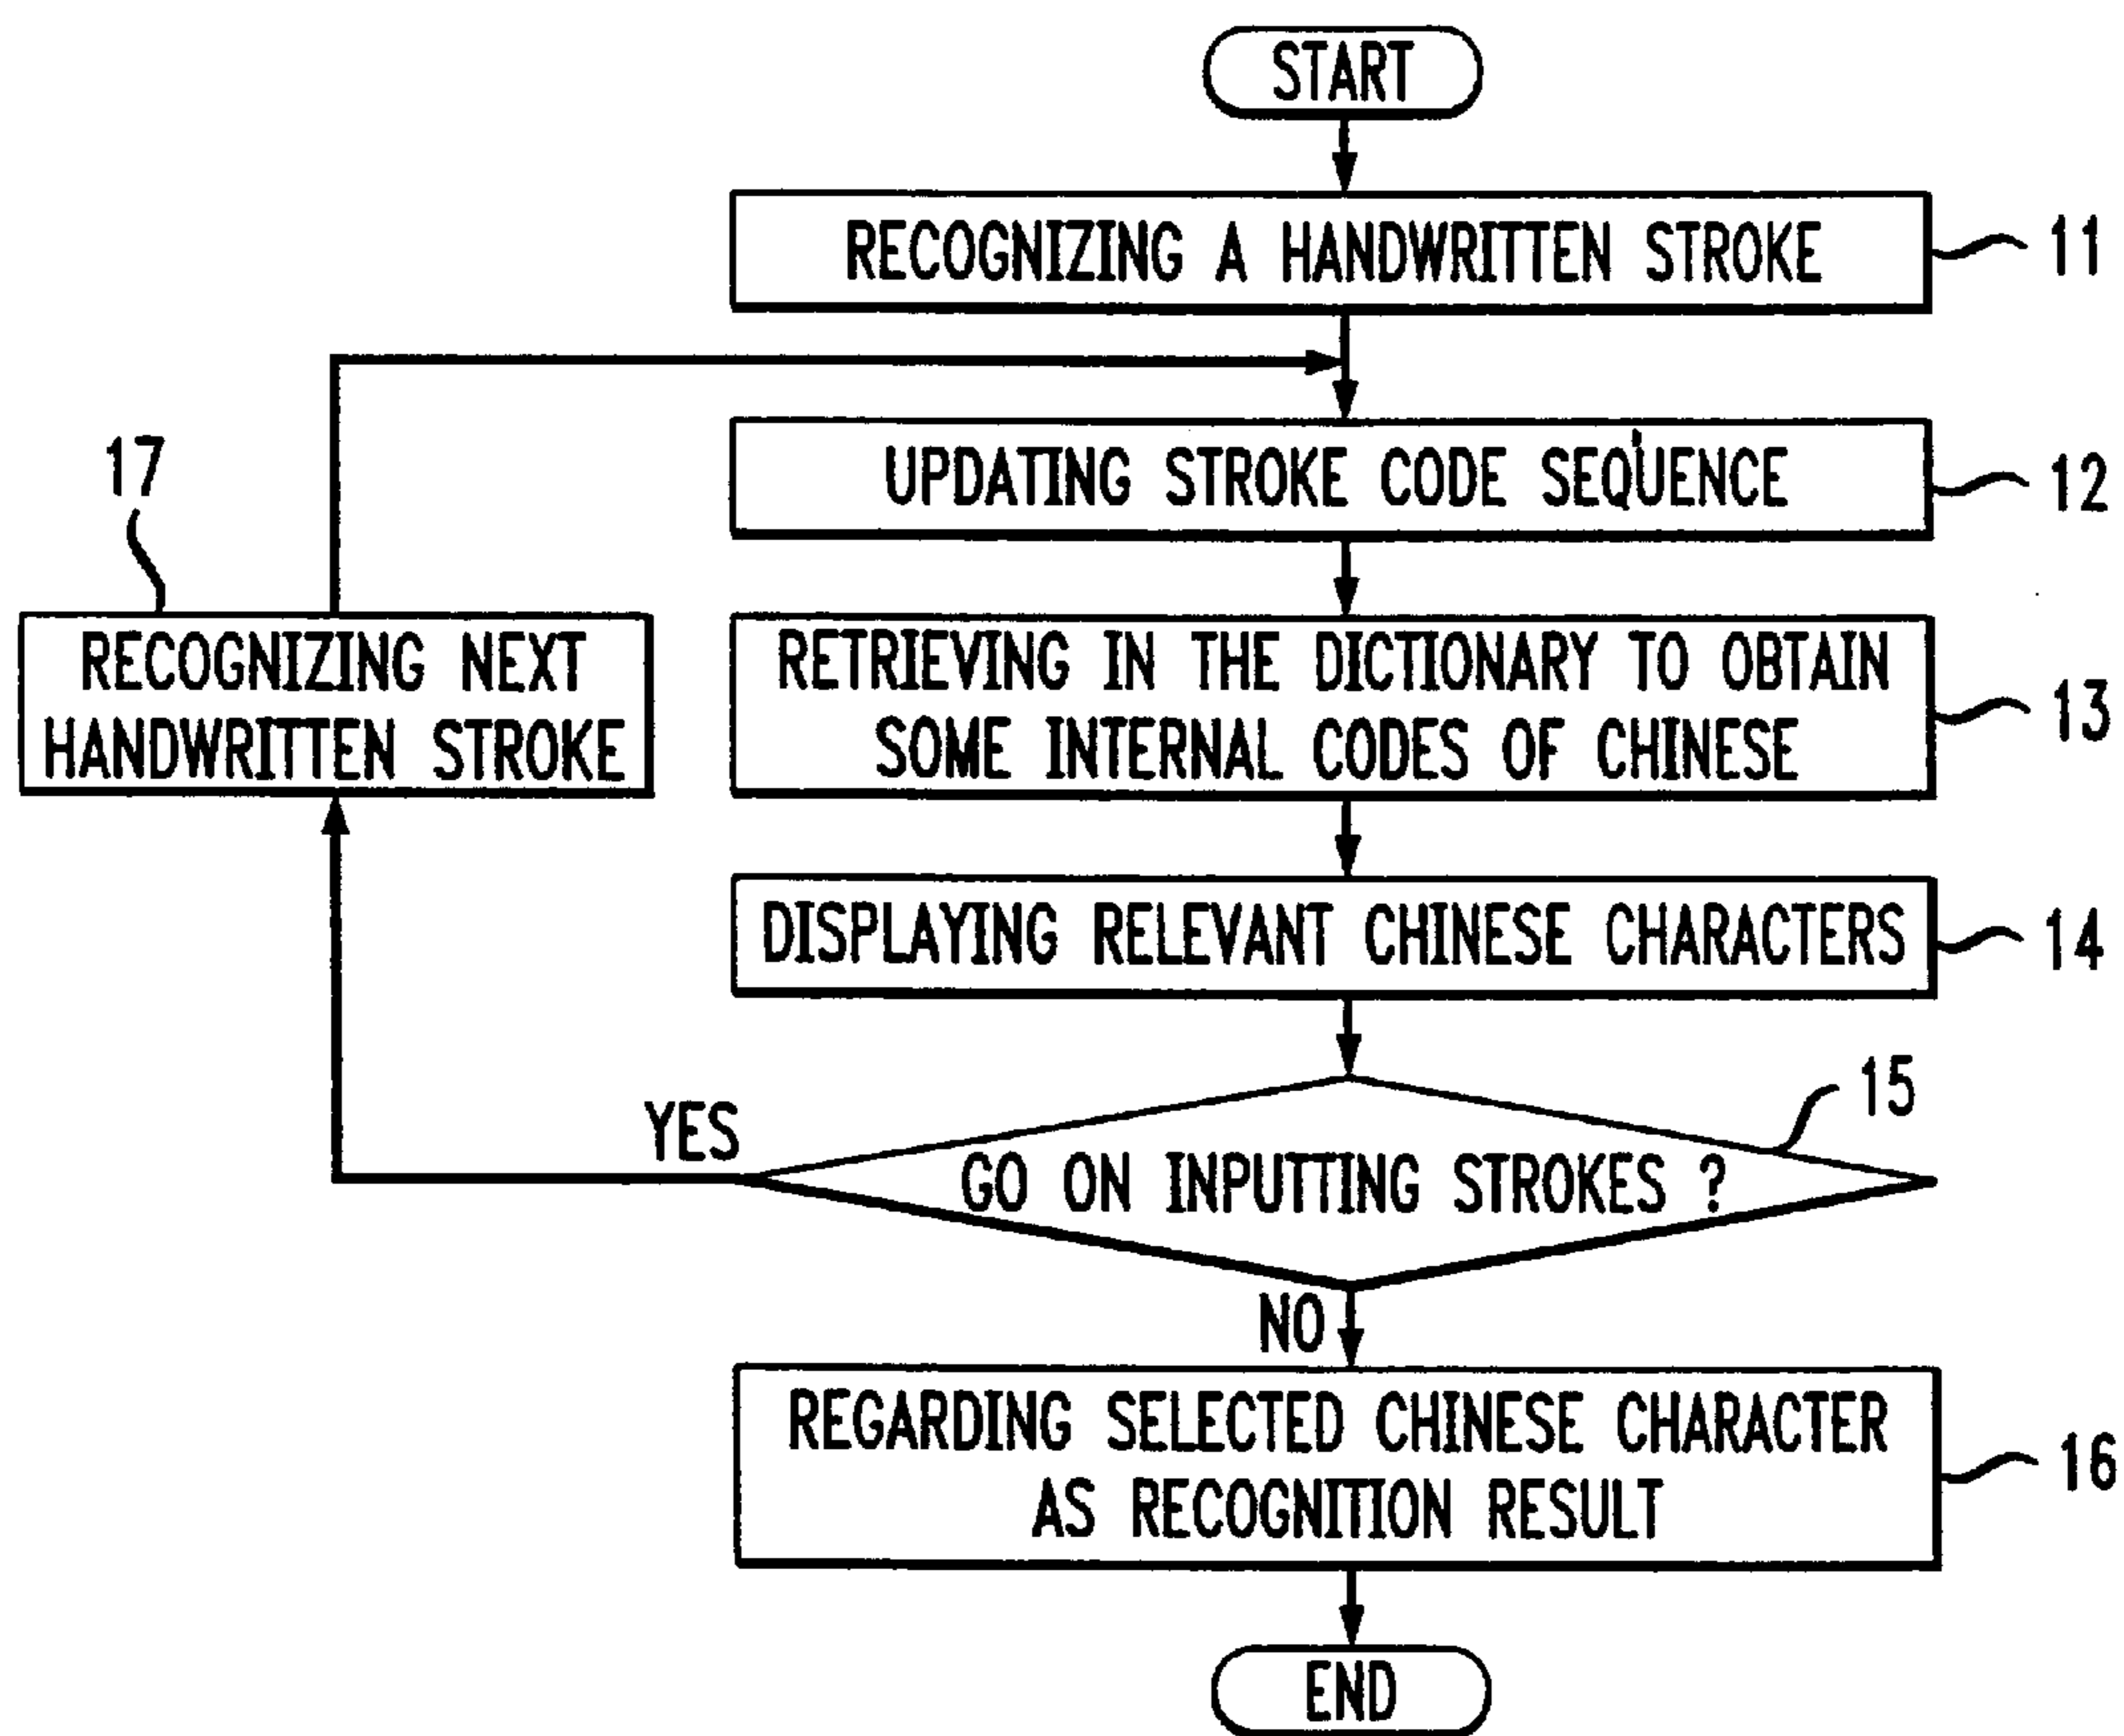 START
RECOGNIZING A HANDWRITTEN STROKE
11
UPDATING STROKE CODE SEQUENCE
12
17
RECOGNIZING NEXT
HANDWRITTEN STROKE
RETRIEVING IN THE DICTIONARY TO OBTAIN
SOME INTERNAL CODES OF CHINESE
13
DISPLAYING RELEVANT CHINESE CHARACTERS
14
15
YES
GO ON INPUTTING STROKES ?
NO
REGARDING SELECTED CHINESE CHARACTER
AS RECOGNITION RESULT
16
END